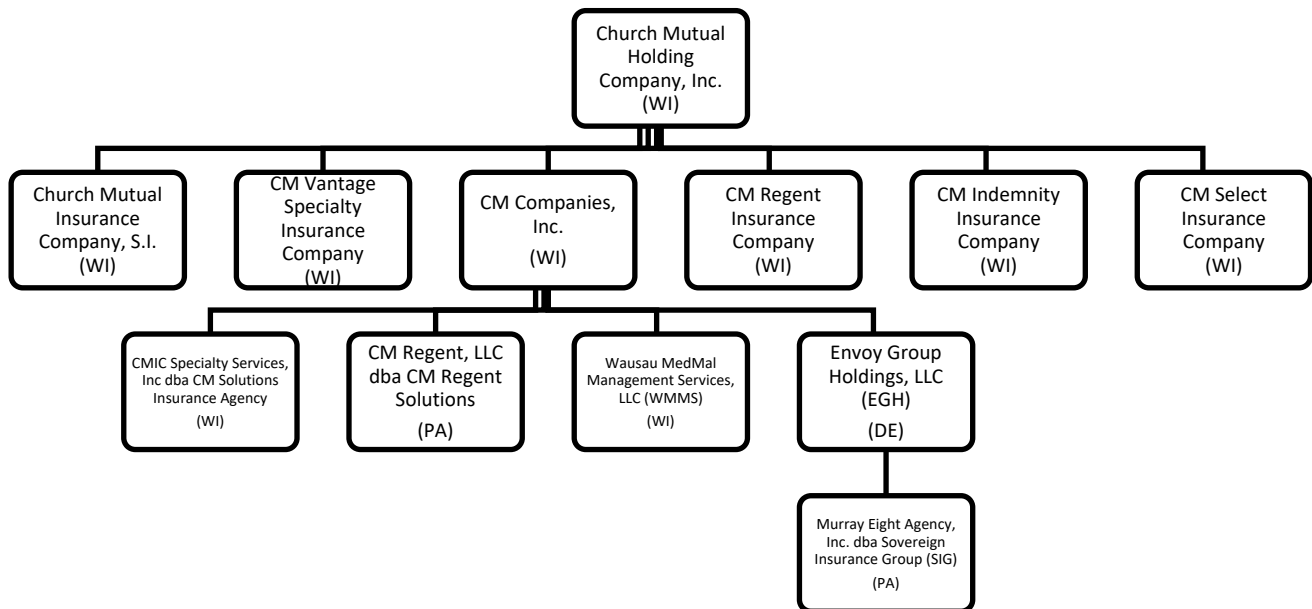 Church Mutual
Holding
Company, Inc.
(WI)
Church Mutual
Insurance
Company, S.I.
(WI)
CM Vantage
Specialty
Insurance
Company
(WI)
CM Companies,
Inc.
(WI)
CM Regent
Insurance
Company
(WI)
CM Indemnity
Insurance
Company
(WI)
CM Select
Insurance
Company
(WI)
CMIC Specialty Services,
Inc dba CM Solutions
Insurance Agency
(WI)
CM Regent, LLC
dba CM Regent
Solutions
(PA)
Wausau MedMal
Management Services,
LLC (WMMS)
(WI)
Envoy Group
Holdings, LLC
(EGH)
(DE)
Murray Eight Agency,
Inc. dba Sovereign
Insurance Group (SIG)
(PA)